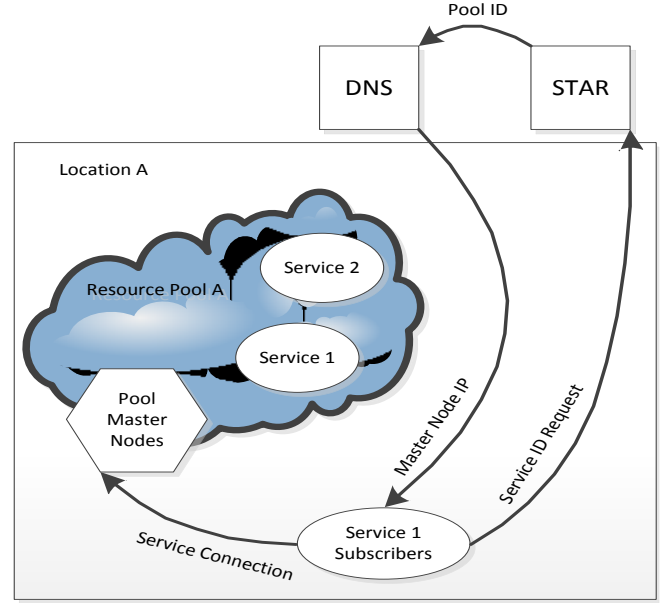 Pool ID
DNS
STAR
Location A
Service 2
Resource Pool A
Service 1
Pool
Master
Nodes
Master Node IP
Service ID Request
Service Connection
Service 1
Subscribers